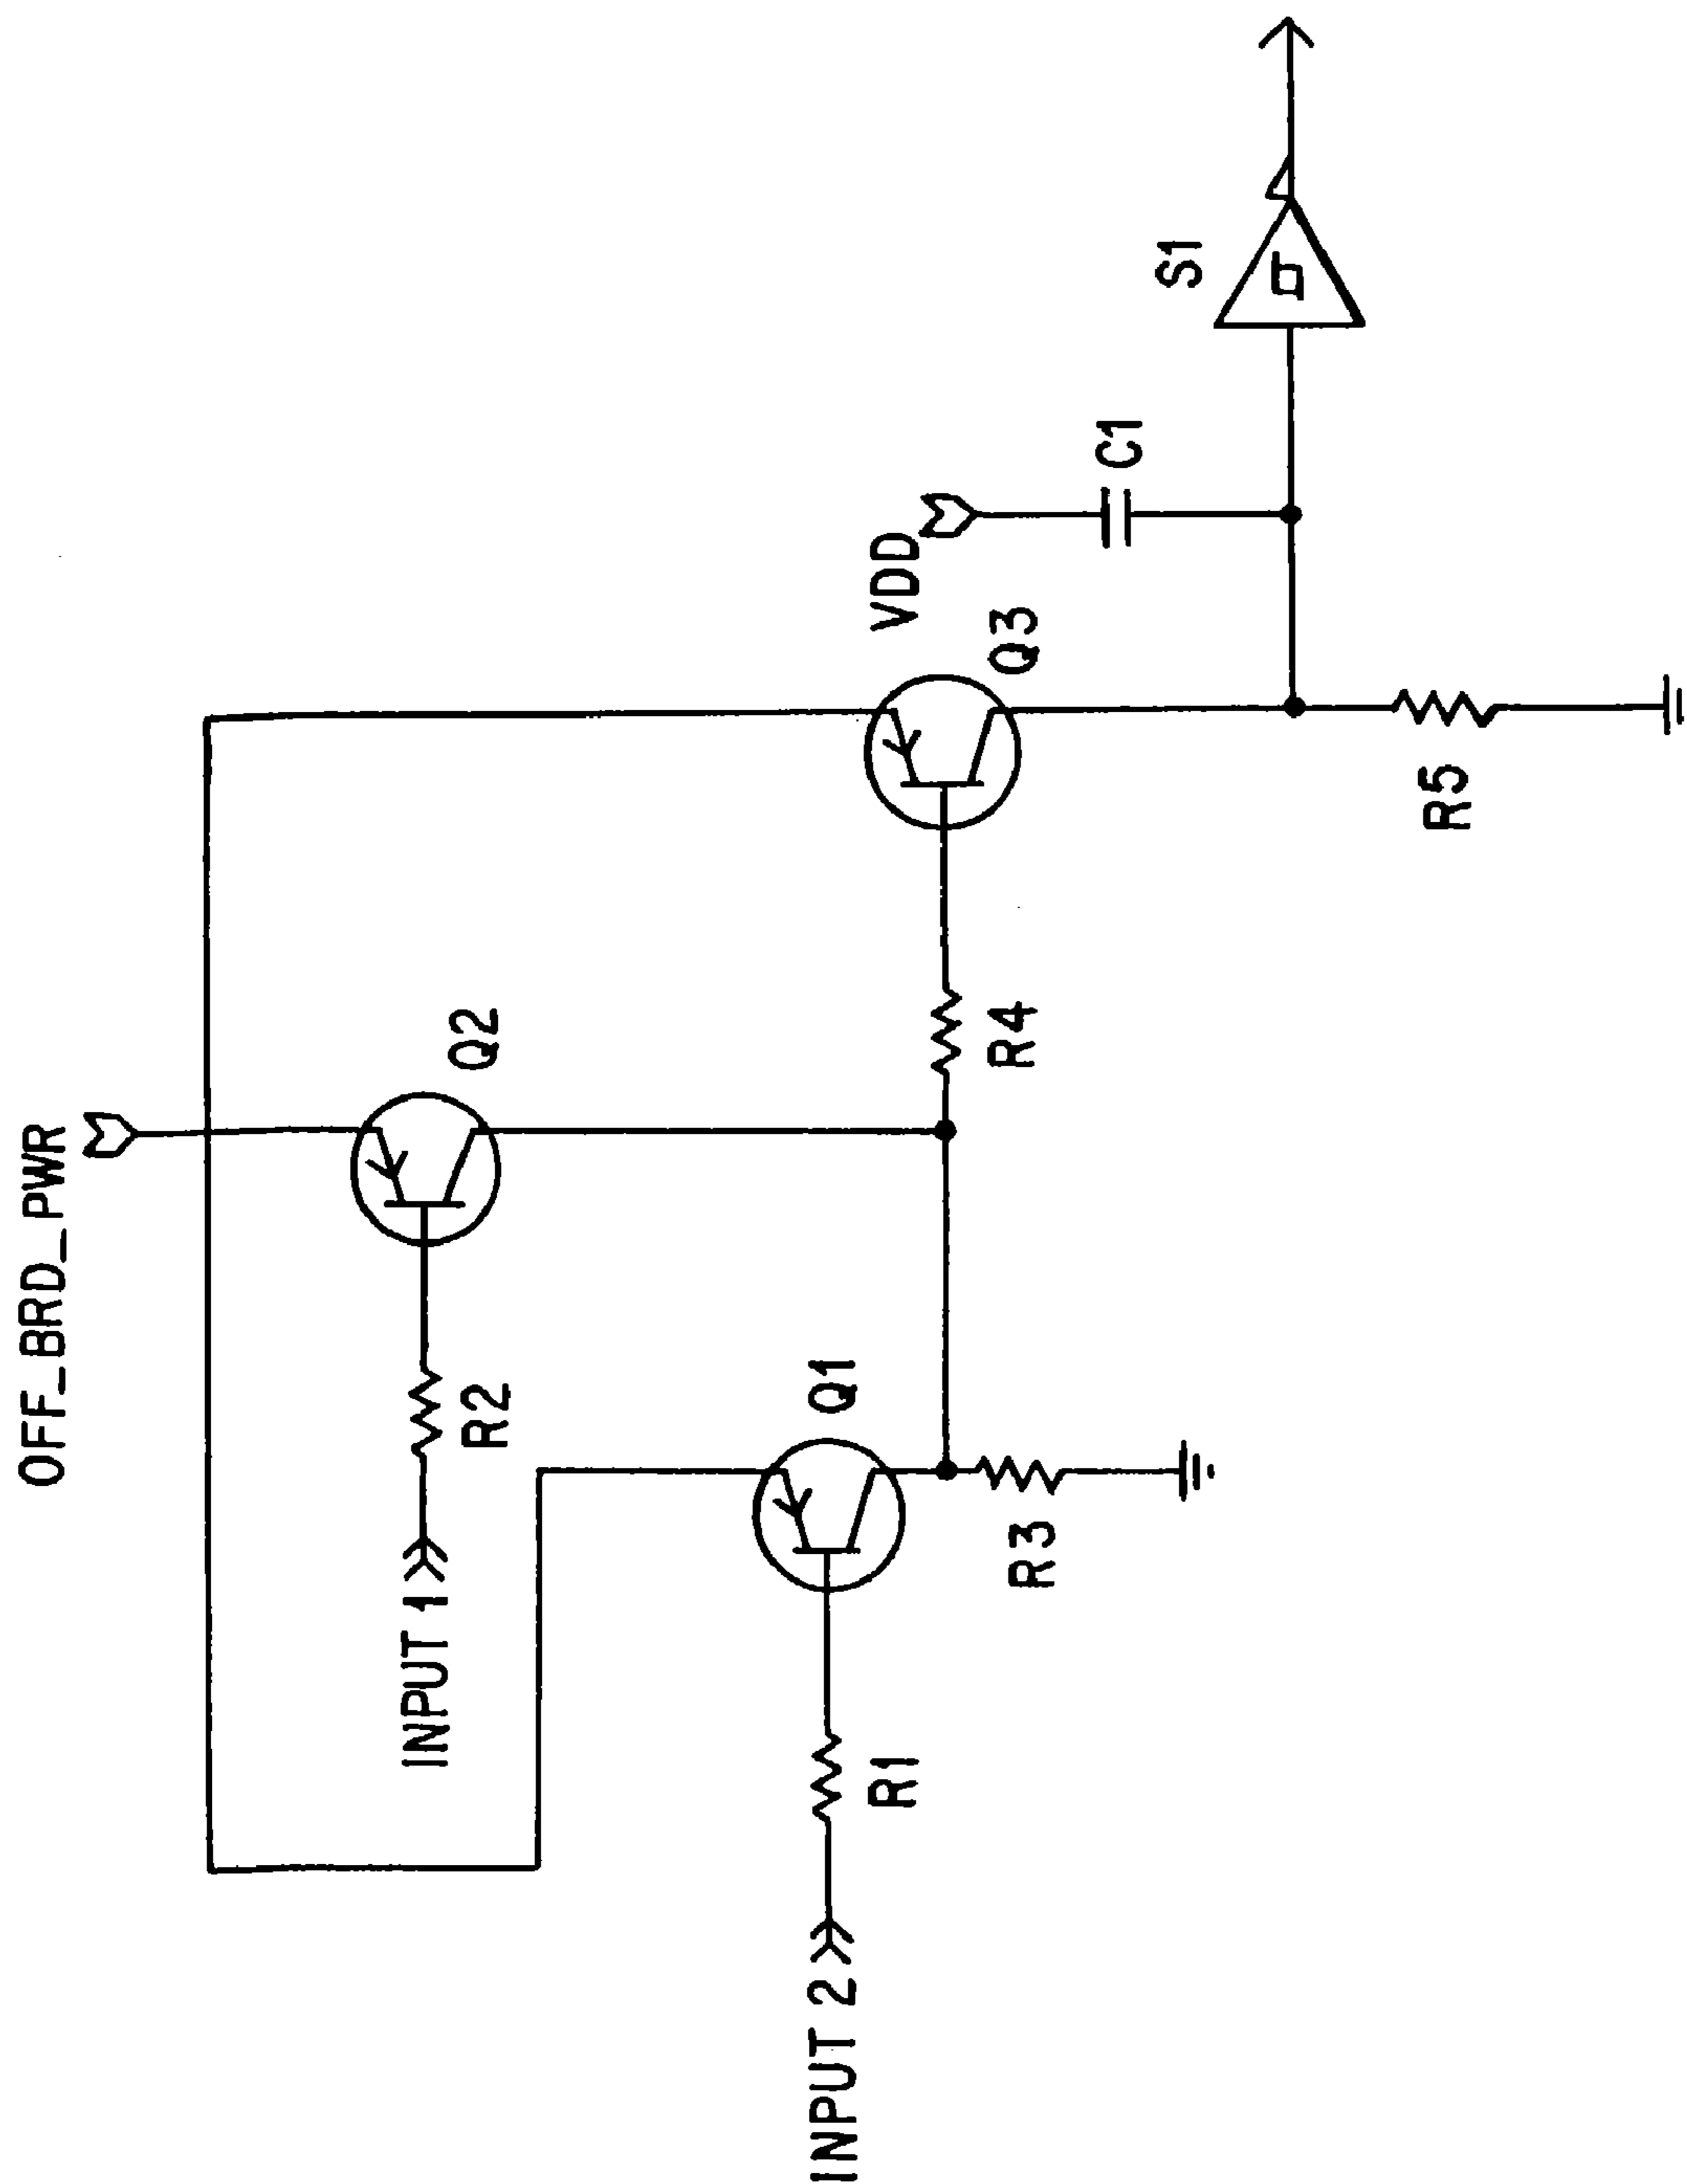 OFF_BRD_PWR
Q2
R2
INPUT 1
Q1
R1
INPUT 2
R3
R4
Q3
VDD
C1
S1
R5